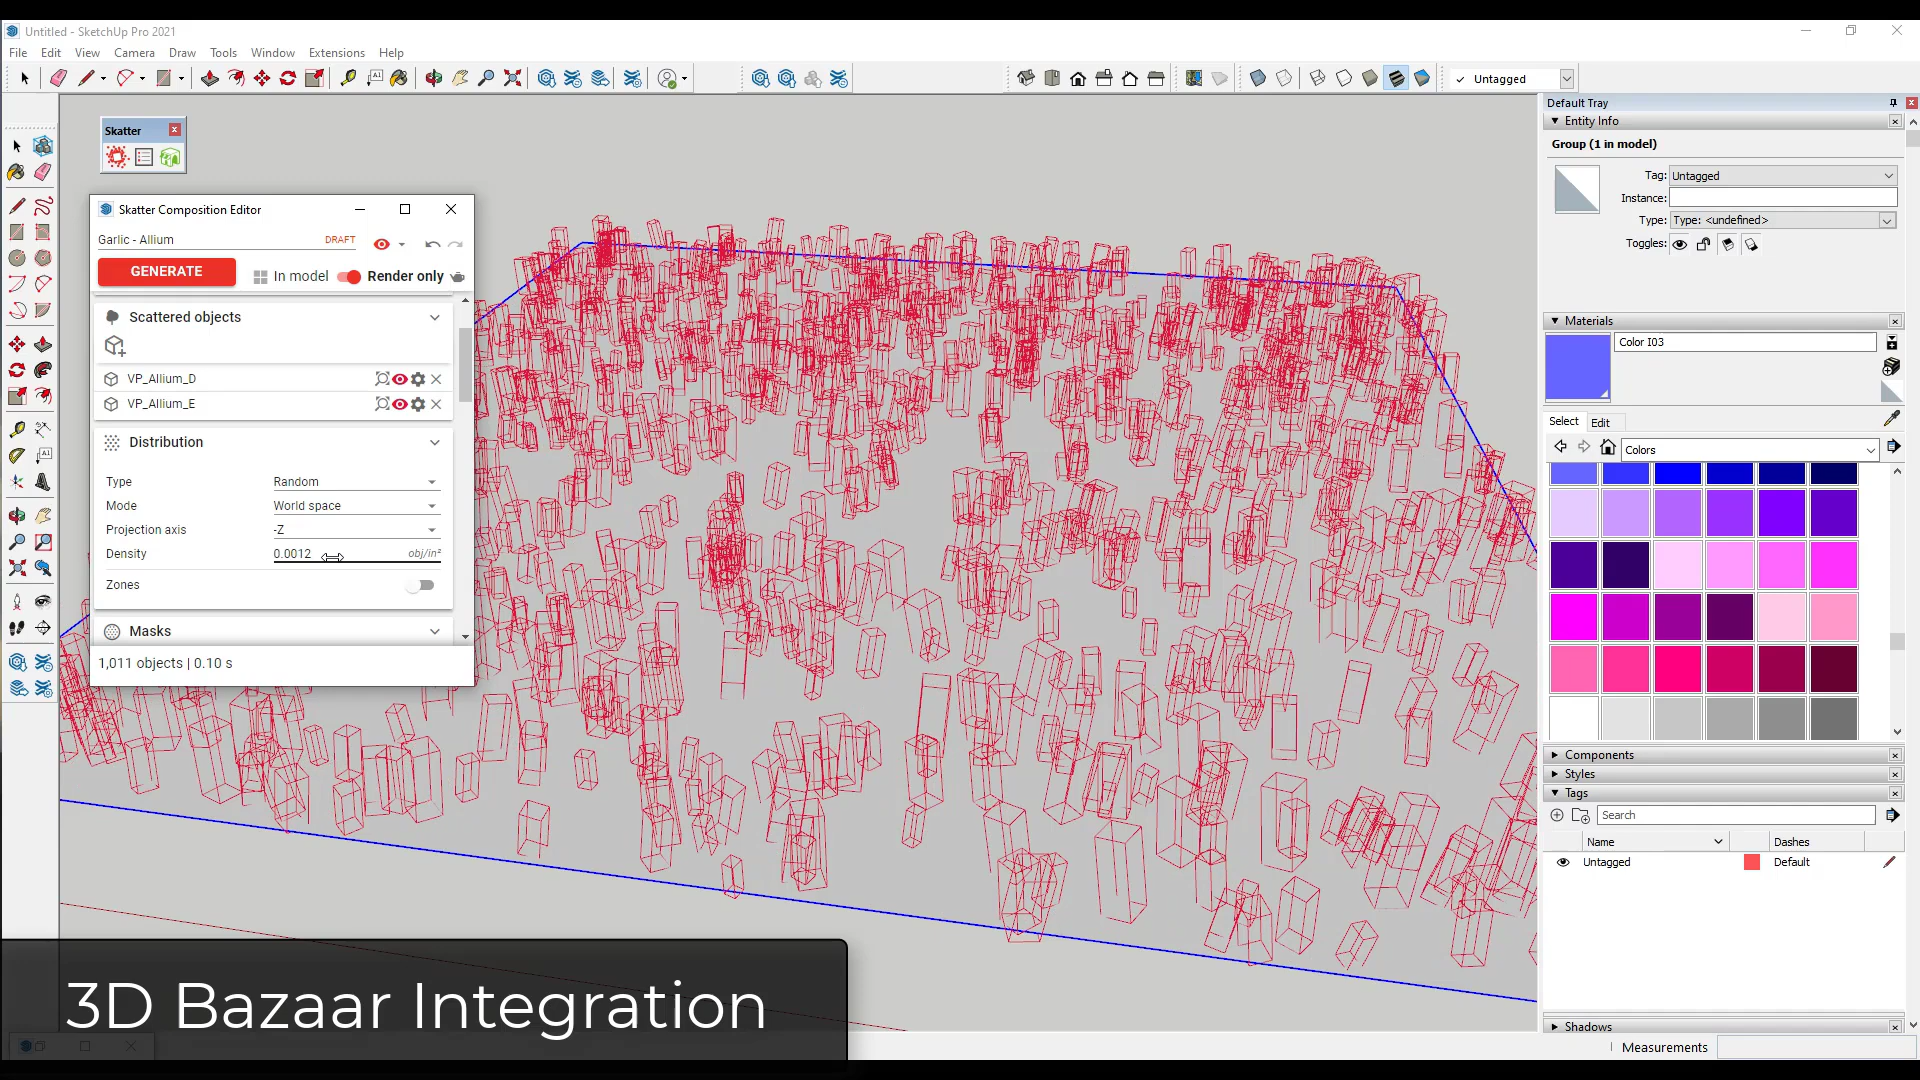 Untitled - SketchUp Pro 2021
File Edit View Camera Draw Tools Window Extensions Help
Untagged
Skatter
Skatter Composition Editor
Garlic - Allium DRAFT
GENERATE In model Render only
Scattered objects
VP_Allium_D
VP_Allium_E
Distribution
Type Random
Mode World space
Projection axis -Z
Density 0.0012 obj/in²
Zones
Masks
1,011 objects | 0.10 s
Default Tray
Entity Info
Group (1 in model)
Tag: Untagged
Instance:
Type: Type: <undefined>
Toggles:
Materials
Color I03
Select Edit
Colors
Components
Styles
Tags
Search
Name Dashes
Untagged Default
Shadows
Measurements
3D Bazaar Integration